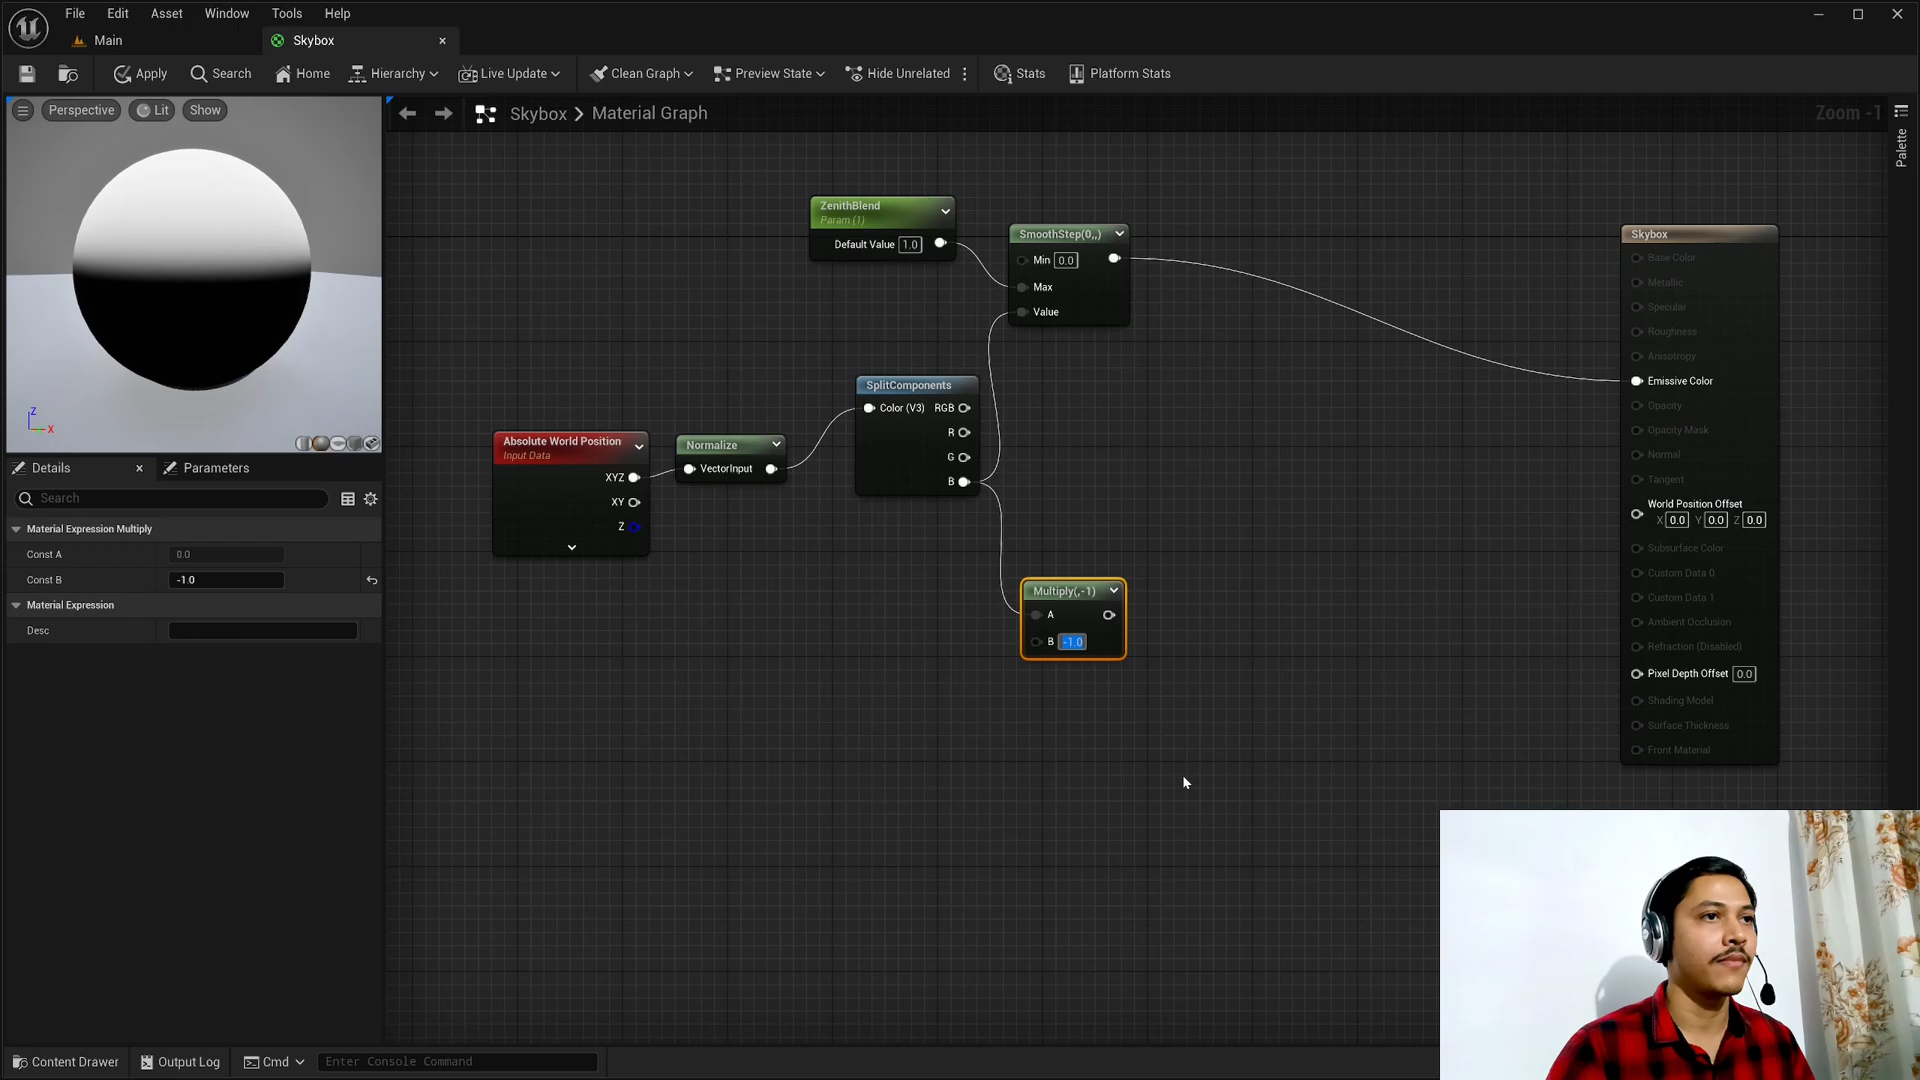 File Edit Asset Window Tools Help
Main
Skybox
Apply Search Home Hierarchy Live Update Clean Graph Preview State Hide Unrelated Stats Platform Stats
Perspective Lit Show
Skybox > Material Graph
Zoom -1
Palette
Z
X
Details Parameters
Search
Material Expression Multiply
Const A 0.0
Const B -1.0
Material Expression
Desc
ZenithBlend
Param (1)
Default Value 1.0
SmoothStep(0,,)
Min 0.0
Max
Value
SplitComponents
Color (V3) RGB
R
G
B
Absolute World Position
Input Data
XYZ
XY
Z
Normalize
VectorInput
Multiply(,-1)
A
B -1.0
Skybox
Base Color
Metallic
Specular
Roughness
Anisotropy
Emissive Color
Opacity
Opacity Mask
Normal
Tangent
World Position Offset
X 0.0 Y 0.0 Z 0.0
Subsurface Color
Custom Data 0
Custom Data 1
Ambient Occlusion
Refraction (Disabled)
Pixel Depth Offset 0.0
Shading Model
Surface Thickness
Front Material
Content Drawer Output Log Cmd Enter Console Command